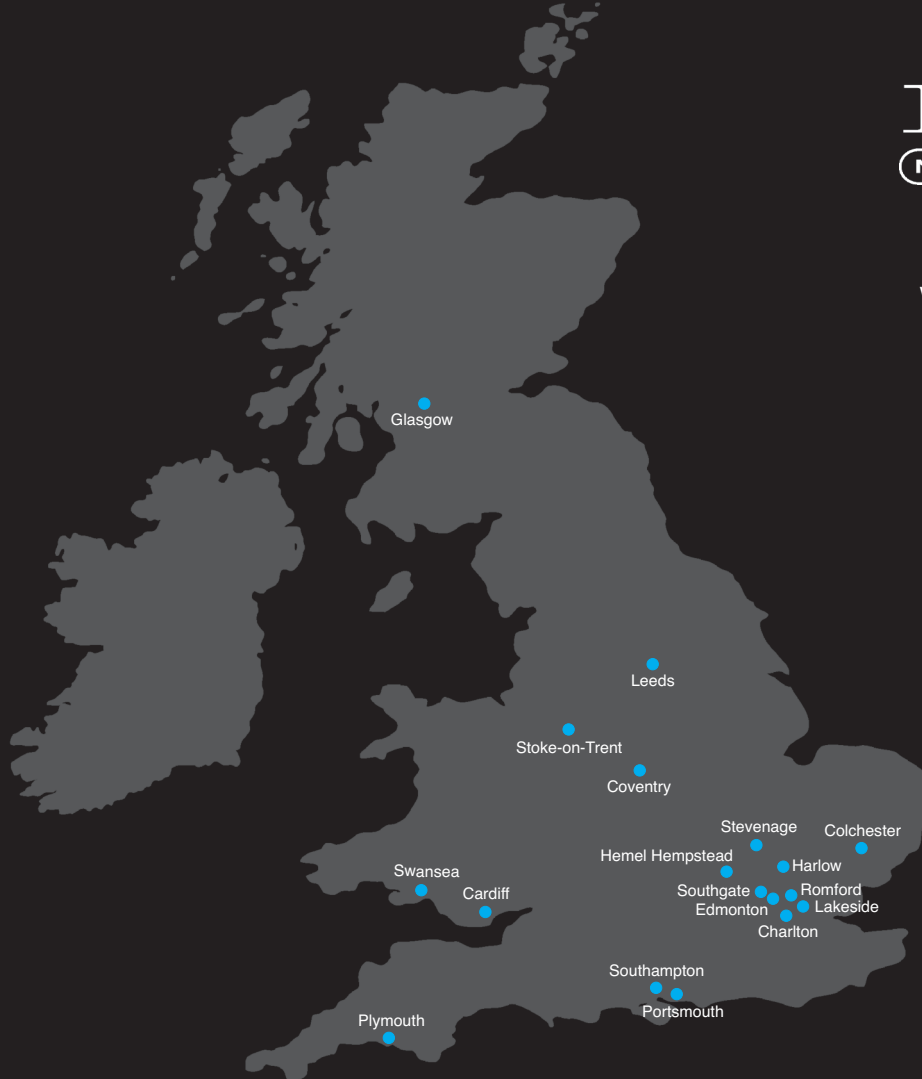 Glasgow
Leeds
Stoke-on-Trent
Coventry
Stevenage
Colchester
Hemel Hempstead
Harlow
Swansea
Cardiff
Southgate
Romford
Edmonton
Lakeside
Charlton
Southampton
Portsmouth
Plymouth